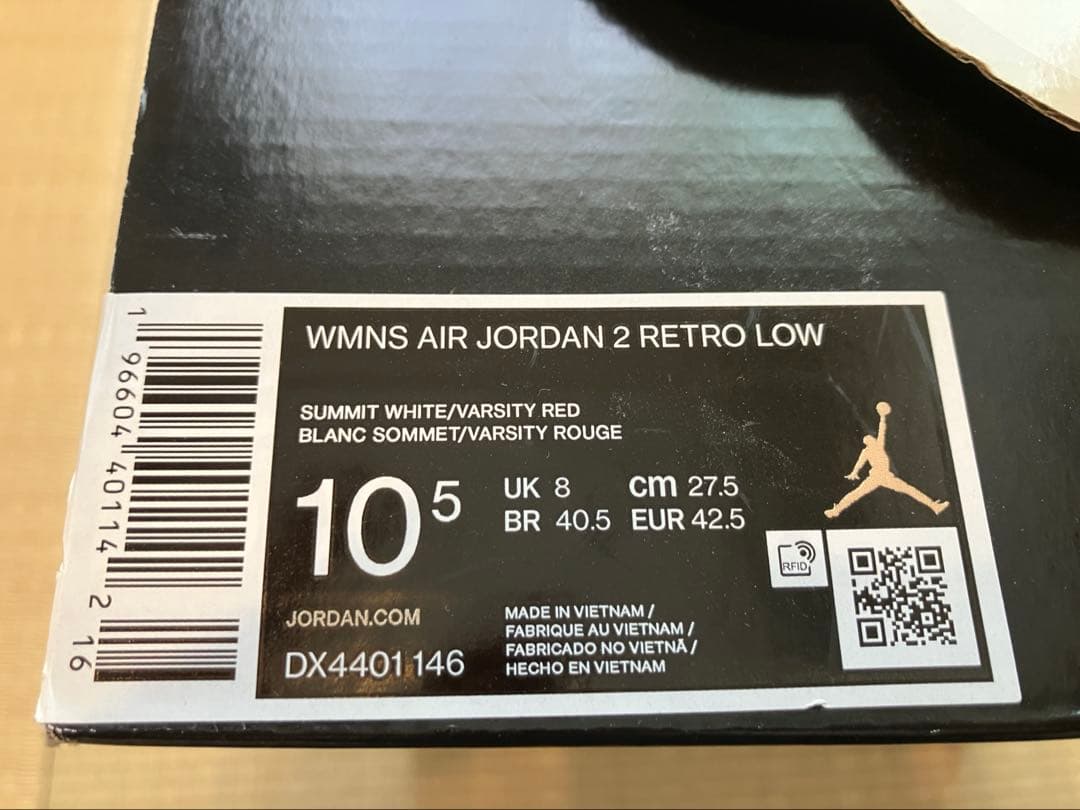 WMNS AIR JORDAN 2 RETRO LOW
SUMMIT WHITE/VARSITY RED
BLANC SOMMET/VARSITY ROUGE
10 5
UK 8 cm 27.5
BR 40.5 EUR 42.5
RFID
JORDAN.COM
DX4401 146
MADE IN VIETNAM /
FABRIQUE AU VIETNAM /
FABRICADO NO VIETNÃ /
HECHO EN VIETNAM
1 96604 40114 2 16